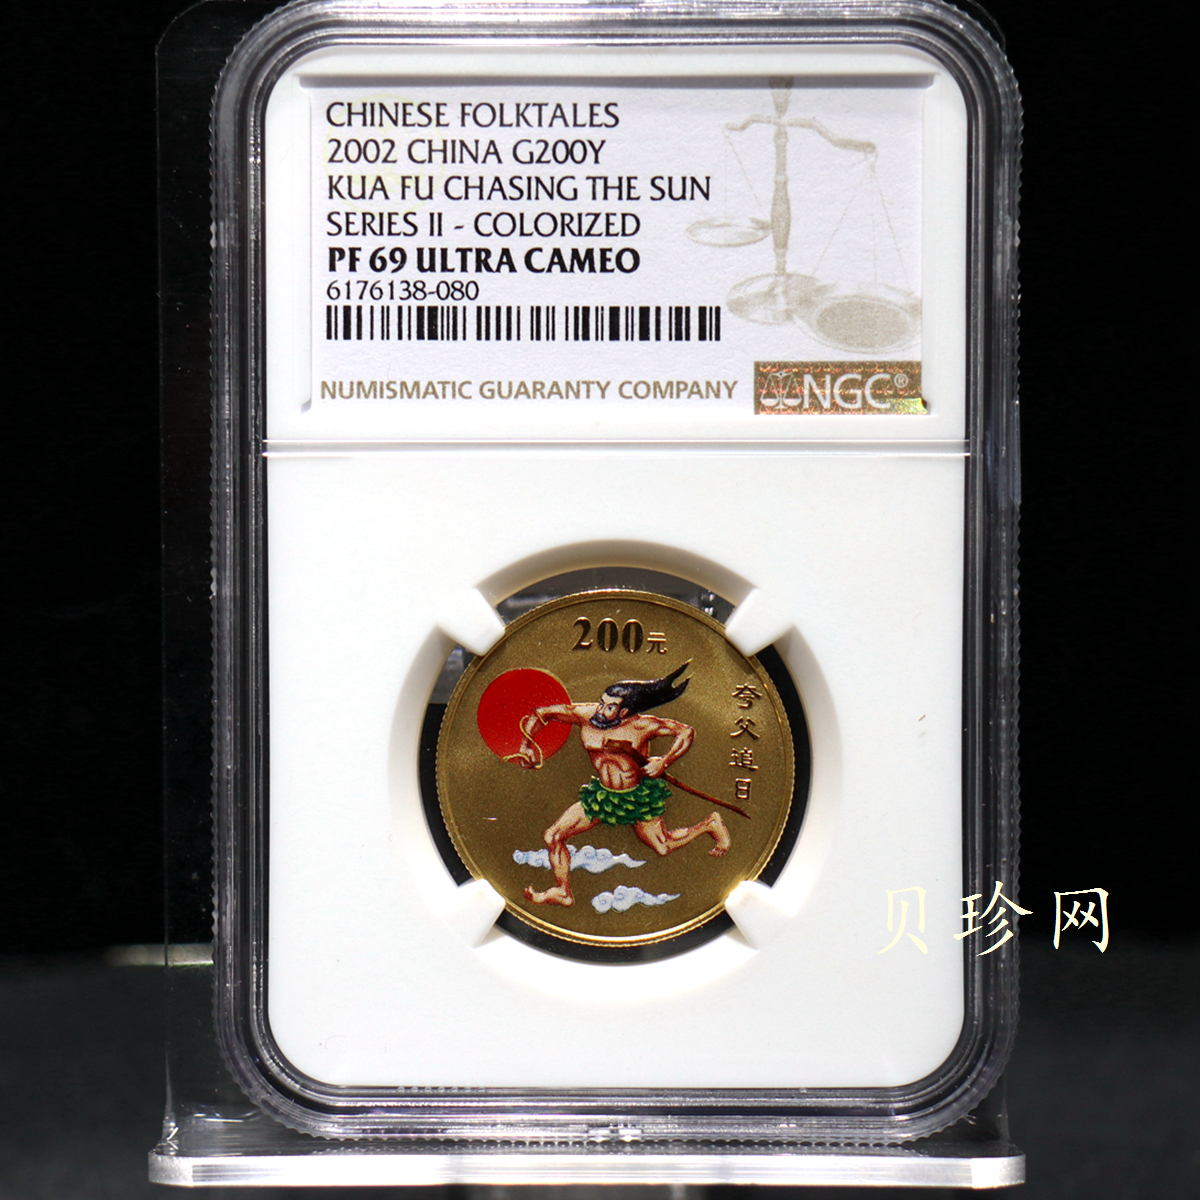 CHINESE FOLKTALES
2002 CHINA G200Y
KUA FU CHASING THE SUN
SERIES II - COLORIZED
PF 69 ULTRA CAMEO
6176138-080
NUMISMATIC GUARANTY COMPANY
NGC®
200元
夸父追日
贝珍网